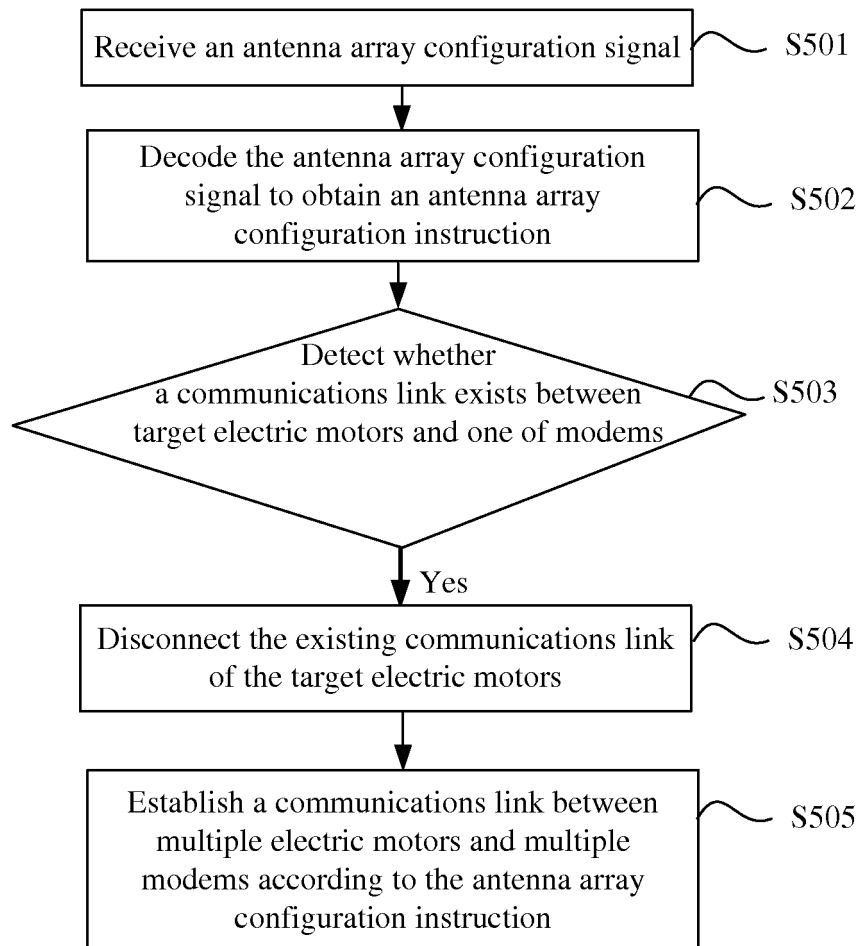 Receive an antenna array configuration signal
S501
Decode the antenna array configuration
signal to obtain an antenna array
configuration instruction
S502
Detect whether
a communications link exists between
target electric motors and one of modems
S503
Yes
Disconnect the existing communications link
of the target electric motors
S504
Establish a communications link between
multiple electric motors and multiple
modems according to the antenna array
configuration instruction
S505